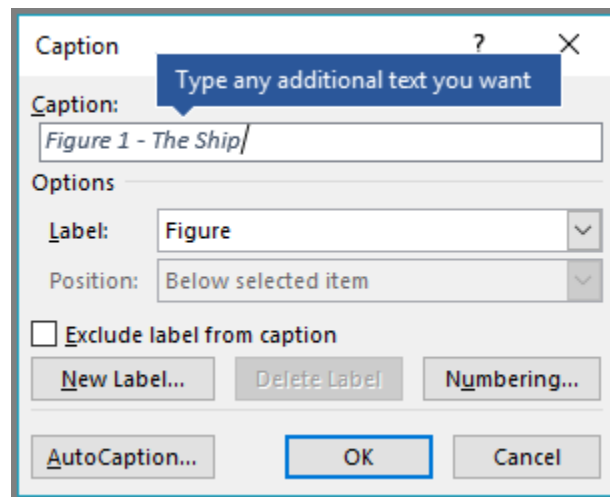 Caption ?
Type any additional text you want
Caption:
Figure 1 - The Ship
Options
Label: Figure
Position: Below selected item
Exclude label from caption
New Label... Delete Label Numbering...
AutoCaption... OK Cancel